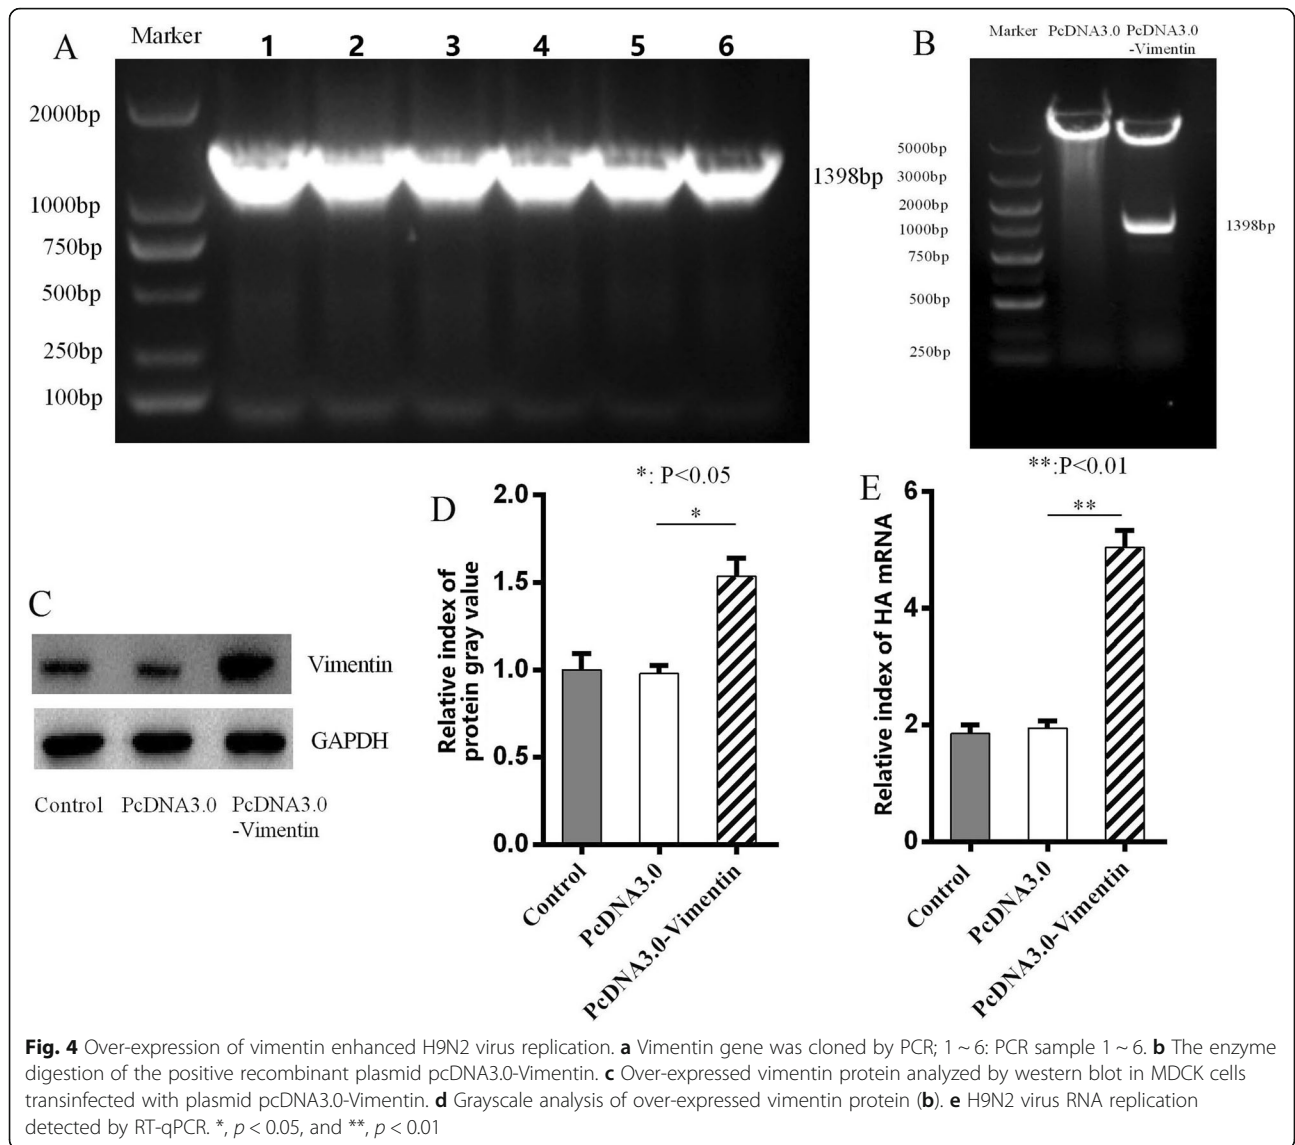 A
Marker
1 2 3 4 5 6
2000bp
1000bp
750bp
500bp
250bp
100bp
1398bp
B
Marker PcDNA3.0 PcDNA3.0
-Vimentin
5000bp
3000bp
2000bp
1000bp
750bp
500bp
250bp
1398bp
C
Vimentin
GAPDH
Control PcDNA3.0 PcDNA3.0
-Vimentin
D
*: P<0.05
*
Relative index of
protein gray value
2.0
1.5
1.0
0.5
0.0
Control
PcDNA3.0
PcDNA3.0-Vimentin
E
**:P<0.01
**
Relative index of HA mRNA
6
4
2
0
Control
PcDNA3.0
PcDNA3.0-Vimentin
Fig. 4 Over-expression of vimentin enhanced H9N2 virus replication. a Vimentin gene was cloned by PCR; 1 ~ 6: PCR sample 1 ~ 6. b The enzyme
digestion of the positive recombinant plasmid pcDNA3.0-Vimentin. c Over-expressed vimentin protein analyzed by western blot in MDCK cells
transinfected with plasmid pcDNA3.0-Vimentin. d Grayscale analysis of over-expressed vimentin protein (b). e H9N2 virus RNA replication
detected by RT-qPCR. *, p < 0.05, and **, p < 0.01